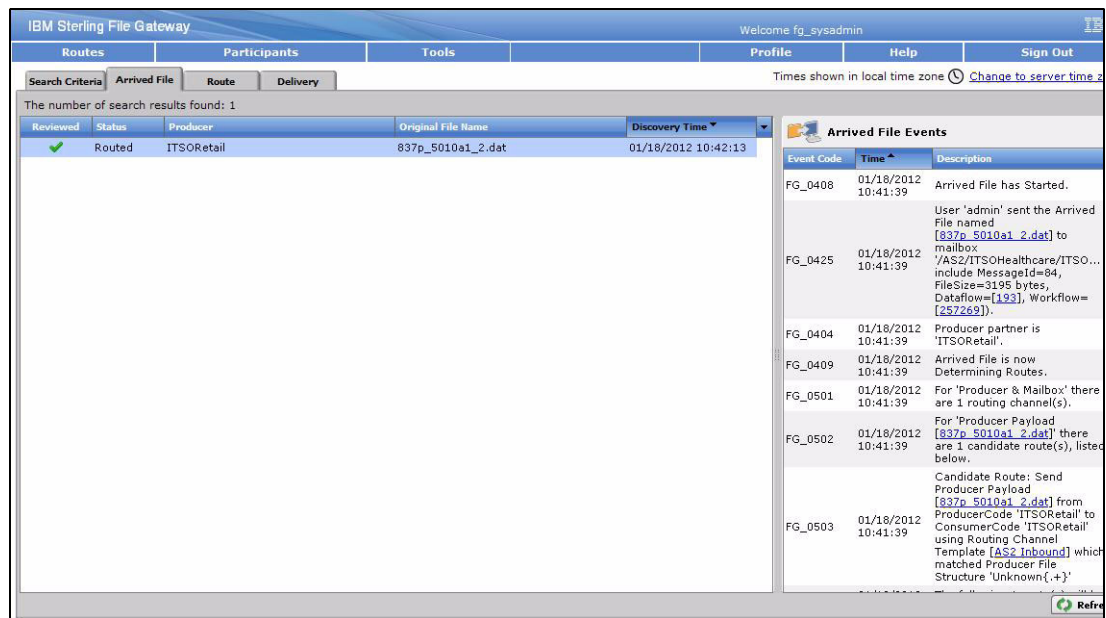 IBM Sterling File Gateway
Welcome fg_sysadmin
IB
Routes Participants Tools Profile Help Sign Out
Search Criteria Arrived File Route Delivery
Times shown in local time zone Change to server time z
The number of search results found: 1
Reviewed Status Producer Original File Name Discovery Time
Routed ITSORetail 837p_5010a1_2.dat 01/18/2012 10:42:13
Arrived File Events
Event Code Time Description
FG_0408 01/18/2012 10:41:39 Arrived File has Started.
FG_0425 01/18/2012 10:41:39
User 'admin' sent the Arrived
File named
[837p_5010a1_2.dat] to
mailbox
'/AS2/ITSOHealthcare/ITSO...
include MessageId=84,
FileSize=3195 bytes,
Dataflow=[193], Workflow=
[257269]).
FG_0404 01/18/2012 10:41:39
Producer partner is
'ITSORetail'.
FG_0409 01/18/2012 10:41:39
Arrived File is now
Determining Routes.
FG_0501 01/18/2012 10:41:39
For 'Producer & Mailbox' there
are 1 routing channel(s).
FG_0502 01/18/2012 10:41:39
For 'Producer Payload
[837p_5010a1_2.dat]' there
are 1 candidate route(s), listed
below.
FG_0503 01/18/2012 10:41:39
Candidate Route: Send
Producer Payload
[837p_5010a1_2.dat] from
ProducerCode 'ITSORetail' to
ConsumerCode 'ITSORetail'
using Routing Channel
Template [AS2 Inbound] which
matched Producer File
Structure 'Unknown{.+}'
Refre